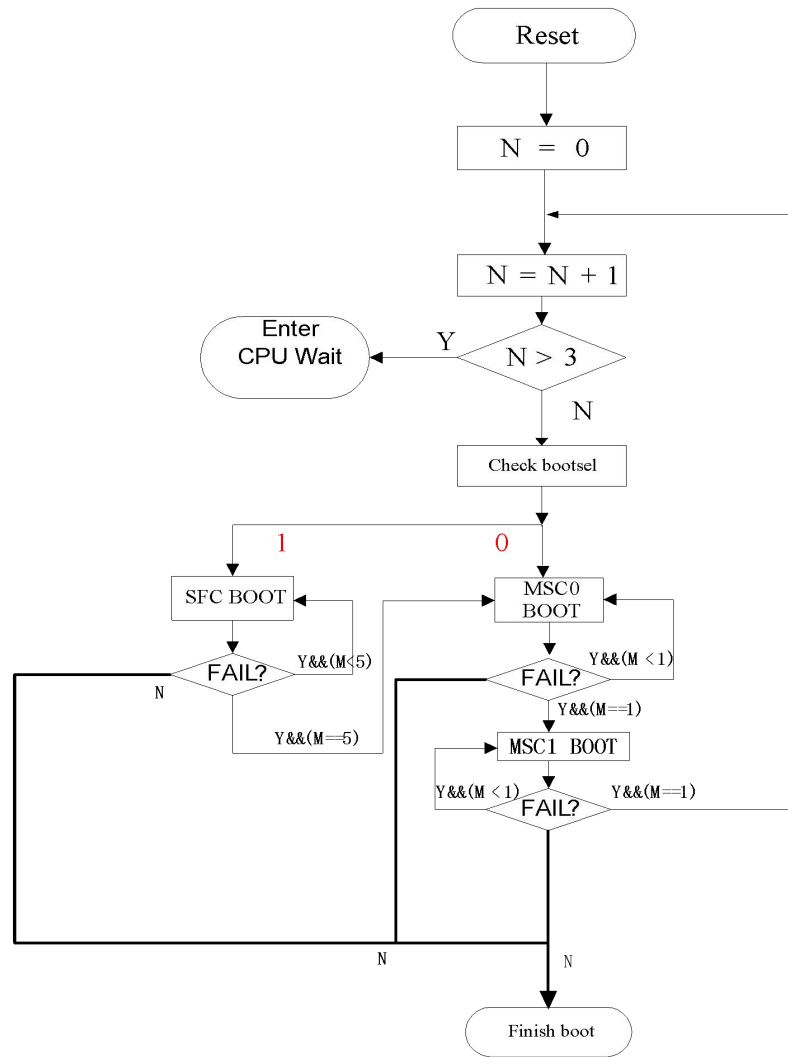 Reset
N = 0
N = N + 1
Enter
CPU Wait
Y
N > 3
N
Check bootsel
1
0
SFC BOOT
MSC0
BOOT
FAIL?
Y&&(M<5)
N
FAIL?
Y&&(M <1)
Y&&(M==5)
Y&&(M==1)
MSC1 BOOT
Y&&(M <1)
FAIL?
Y&&(M==1)
N
N
Finish boot